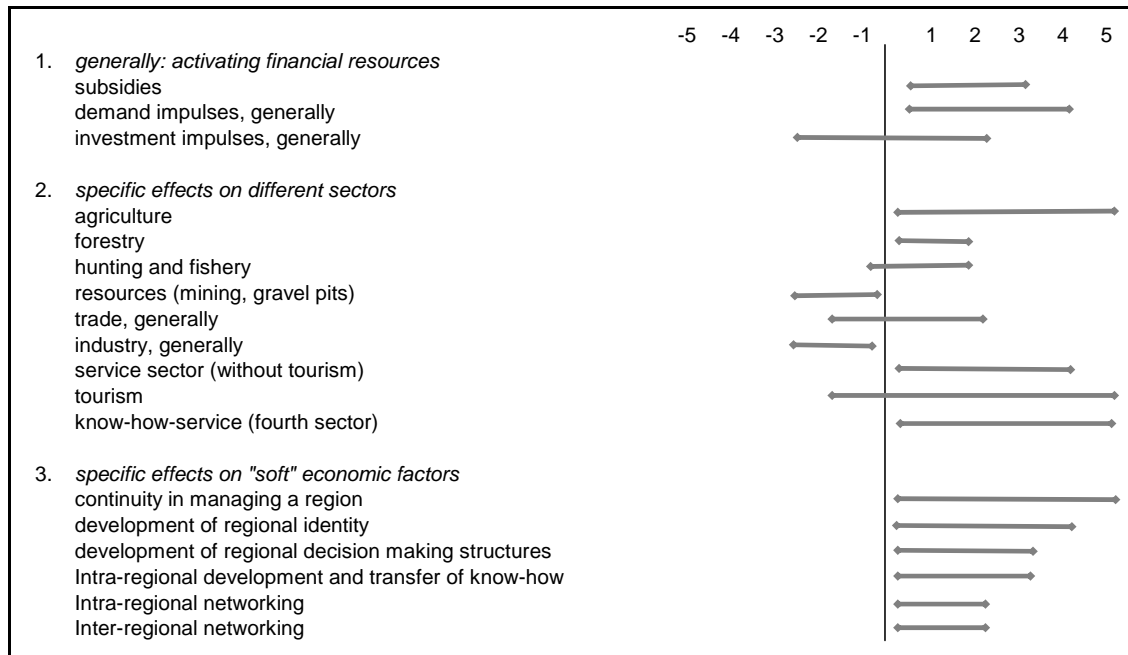 -5 -4 -3 -2 -1 1 2 3 4 5
1. generally: activating financial resources
subsidies
demand impulses, generally
investment impulses, generally
2. specific effects on different sectors
agriculture
forestry
hunting and fishery
resources (mining, gravel pits)
trade, generally
industry, generally
service sector (without tourism)
tourism
know-how-service (fourth sector)
3. specific effects on "soft" economic factors
continuity in managing a region
development of regional identity
development of regional decision making structures
Intra-regional development and transfer of know-how
Intra-regional networking
Inter-regional networking